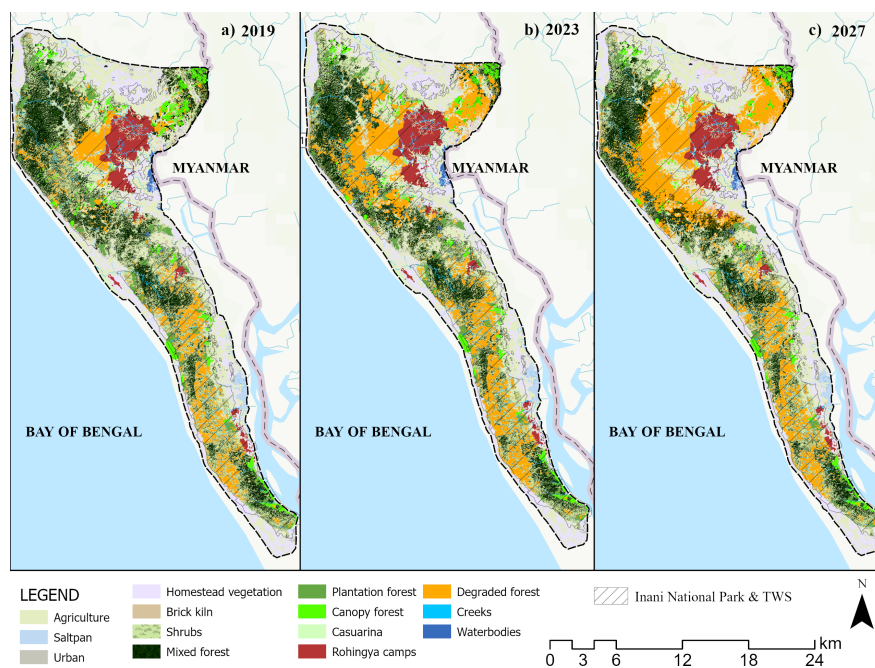 a) 2019
b) 2023
c) 2027
MYANMAR
MYANMAR
MYANMAR
BAY OF BENGAL
BAY OF BENGAL
BAY OF BENGAL
LEGEND
Agriculture
Saltpan
Urban
Homestead vegetation
Brick kiln
Shrubs
Mixed forest
Plantation forest
Canopy forest
Casuarina
Rohingya camps
Degraded forest
Creeks
Waterbodies
Inani National Park & TWS
N
km
0 3 6 12 18 24